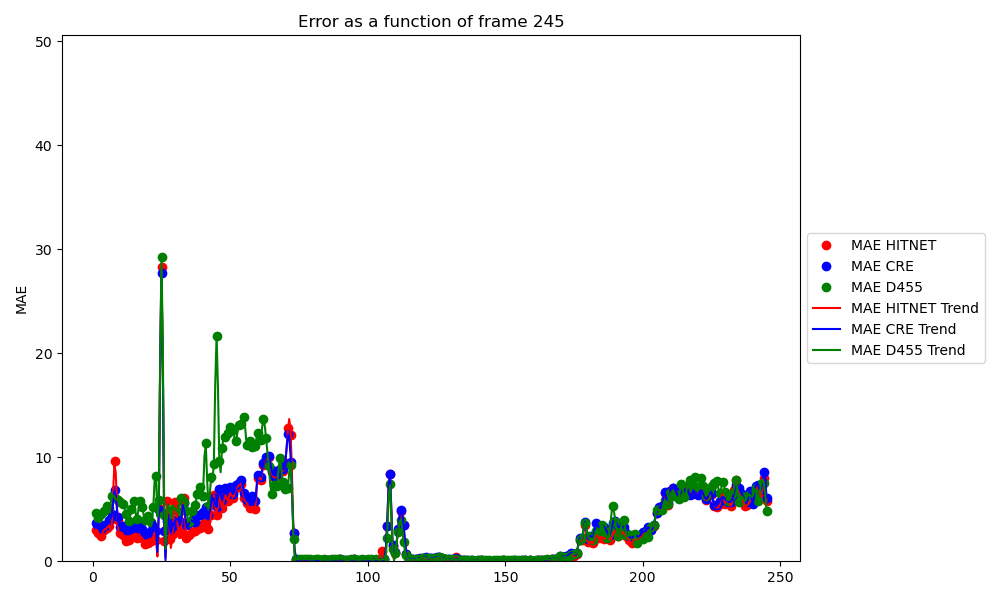 Error as a function of frame 245
50
40
30
20
10
0
MAE
0 50 100 150 200 250
MAE HITNET
MAE CRE
MAE D455
MAE HITNET Trend
MAE CRE Trend
MAE D455 Trend